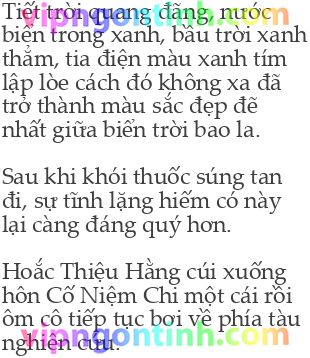 Tiết trời quang đãng, nước
biển trong xanh, bầu trời xanh
thẳm, tia điện màu xanh tím
lập lòe cách đó không xa đã
trở thành màu sắc đẹp đẽ
nhất giữa biển trời bao la.
Sau khi khói thuốc súng tan
đi, sự tĩnh lặng hiếm có này
lại càng đáng quý hơn.
Hoắc Thiệu Hằng cúi xuống
hôn Cố Niệm Chi một cái rồi
ôm cô tiếp tục bơi về phía tàu
nghiên cứu.
vipngontinh.com
vipngontinh.com